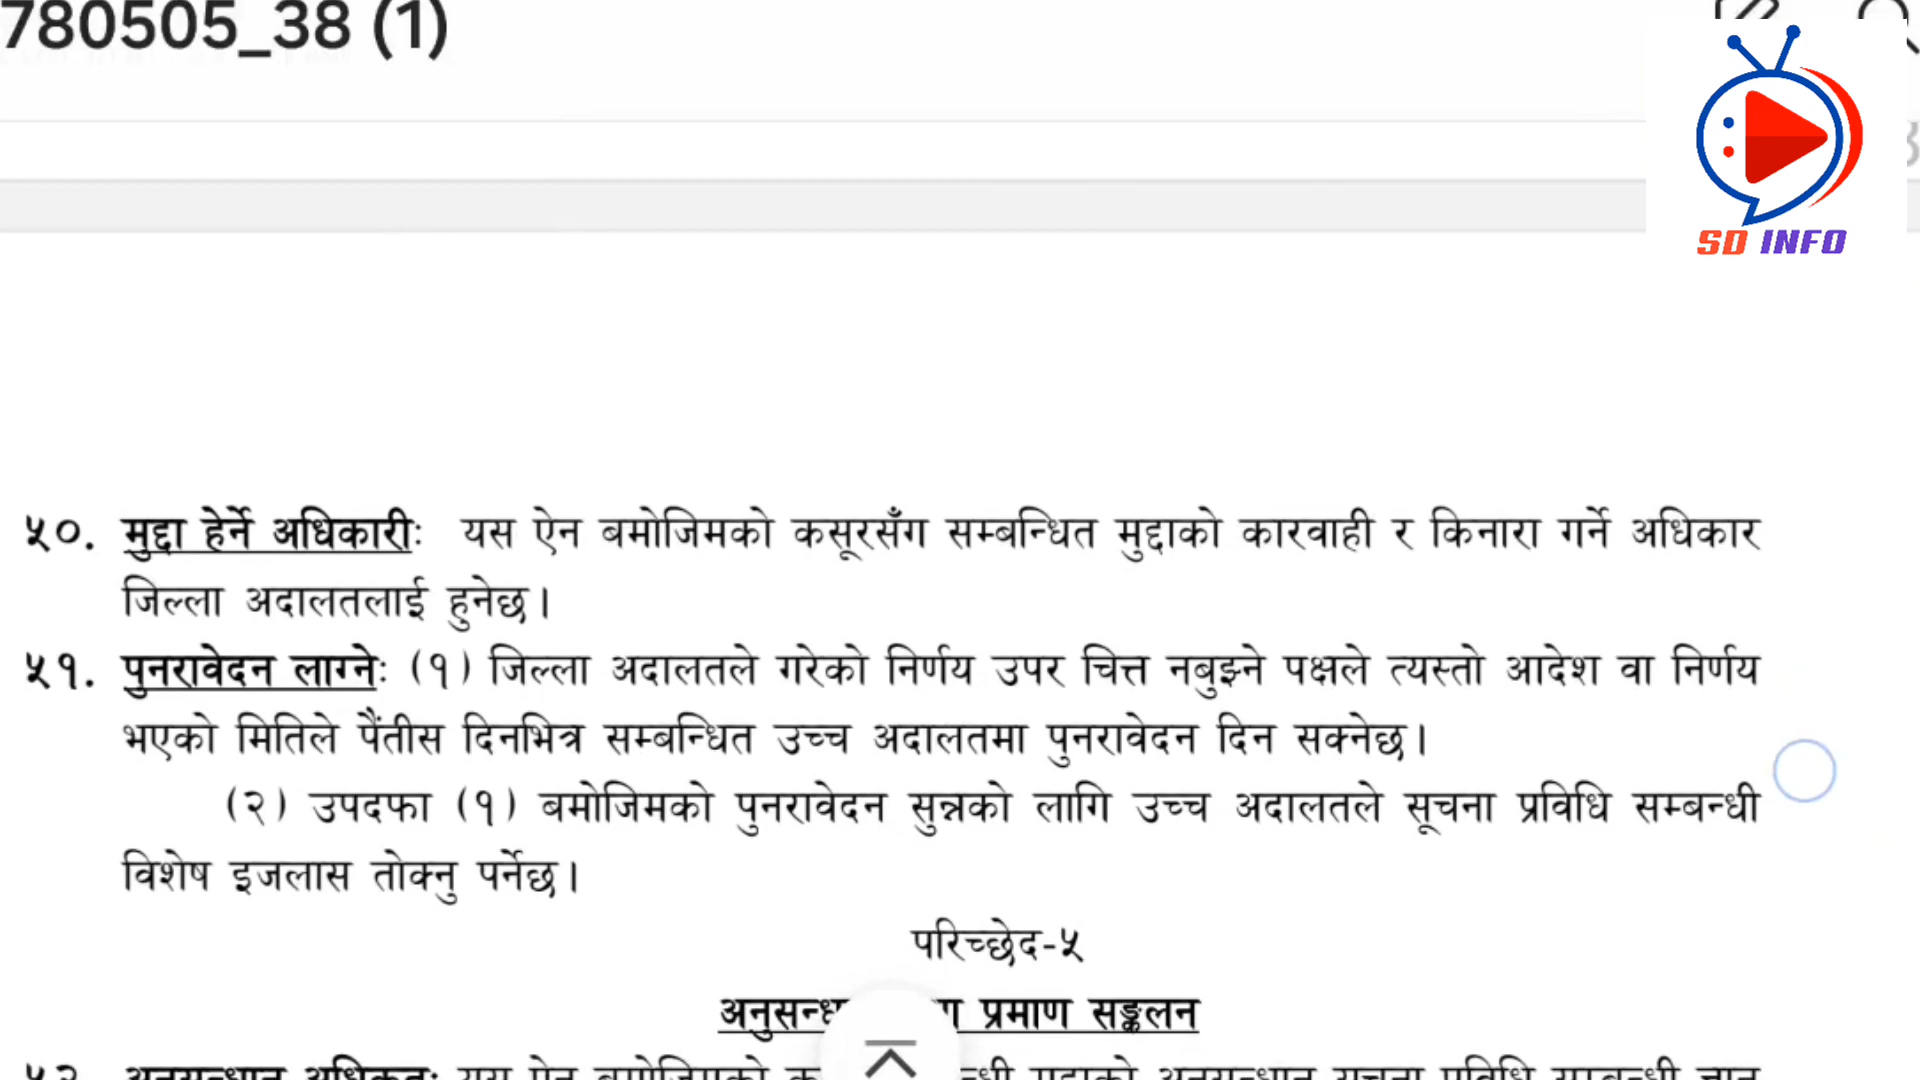 780505_38 (1)
SD INFO
५०. मुद्दा हेर्ने अधिकारीः यस ऐन बमोजिमको कसूरसँग सम्बन्धित मुद्दाको कारवाही र किनारा गर्ने अधिकार
जिल्ला अदालतलाई हुनेछ।
५१. पुनरावेदन लाग्नेः (१) जिल्ला अदालतले गरेको निर्णय उपर चित्त नबुझ्ने पक्षले त्यस्तो आदेश वा निर्णय
भएको मितिले पैंतीस दिनभित्र सम्बन्धित उच्च अदालतमा पुनरावेदन दिन सक्नेछ।
(२) उपदफा (१) बमोजिमको पुनरावेदन सुन्नको लागि उच्च अदालतले सूचना प्रविधि सम्बन्धी
विशेष इजलास तोक्नु पर्नेछ।
परिच्छेद-५
प्रमाण सङ्कलन